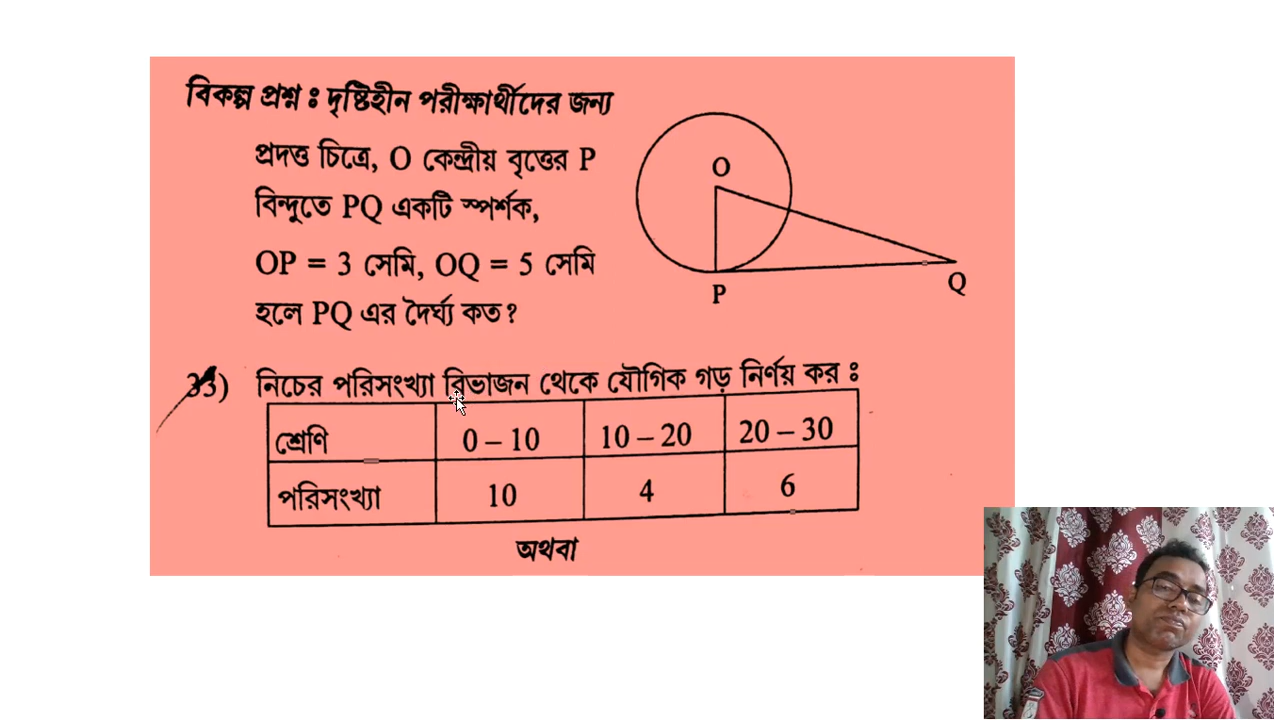 বিকল্প প্রশ্ন ঃ দৃষ্টিহীন পরীক্ষার্থীদের জন্য
প্রদত্ত চিত্রে, O কেন্দ্রীয় বৃত্তের P
বিন্দুতে PQ একটি স্পর্শক,
OP = 3 সেমি, OQ = 5 সেমি
হলে PQ এর দৈর্ঘ্য কত?
O
P
Q
33) নিচের পরিসংখ্যা বিভাজন থেকে যৌগিক গড় নির্ণয় কর ঃ
শ্রেণি 0 – 10 10 – 20 20 – 30
পরিসংখ্যা 10 4 6
অথবা